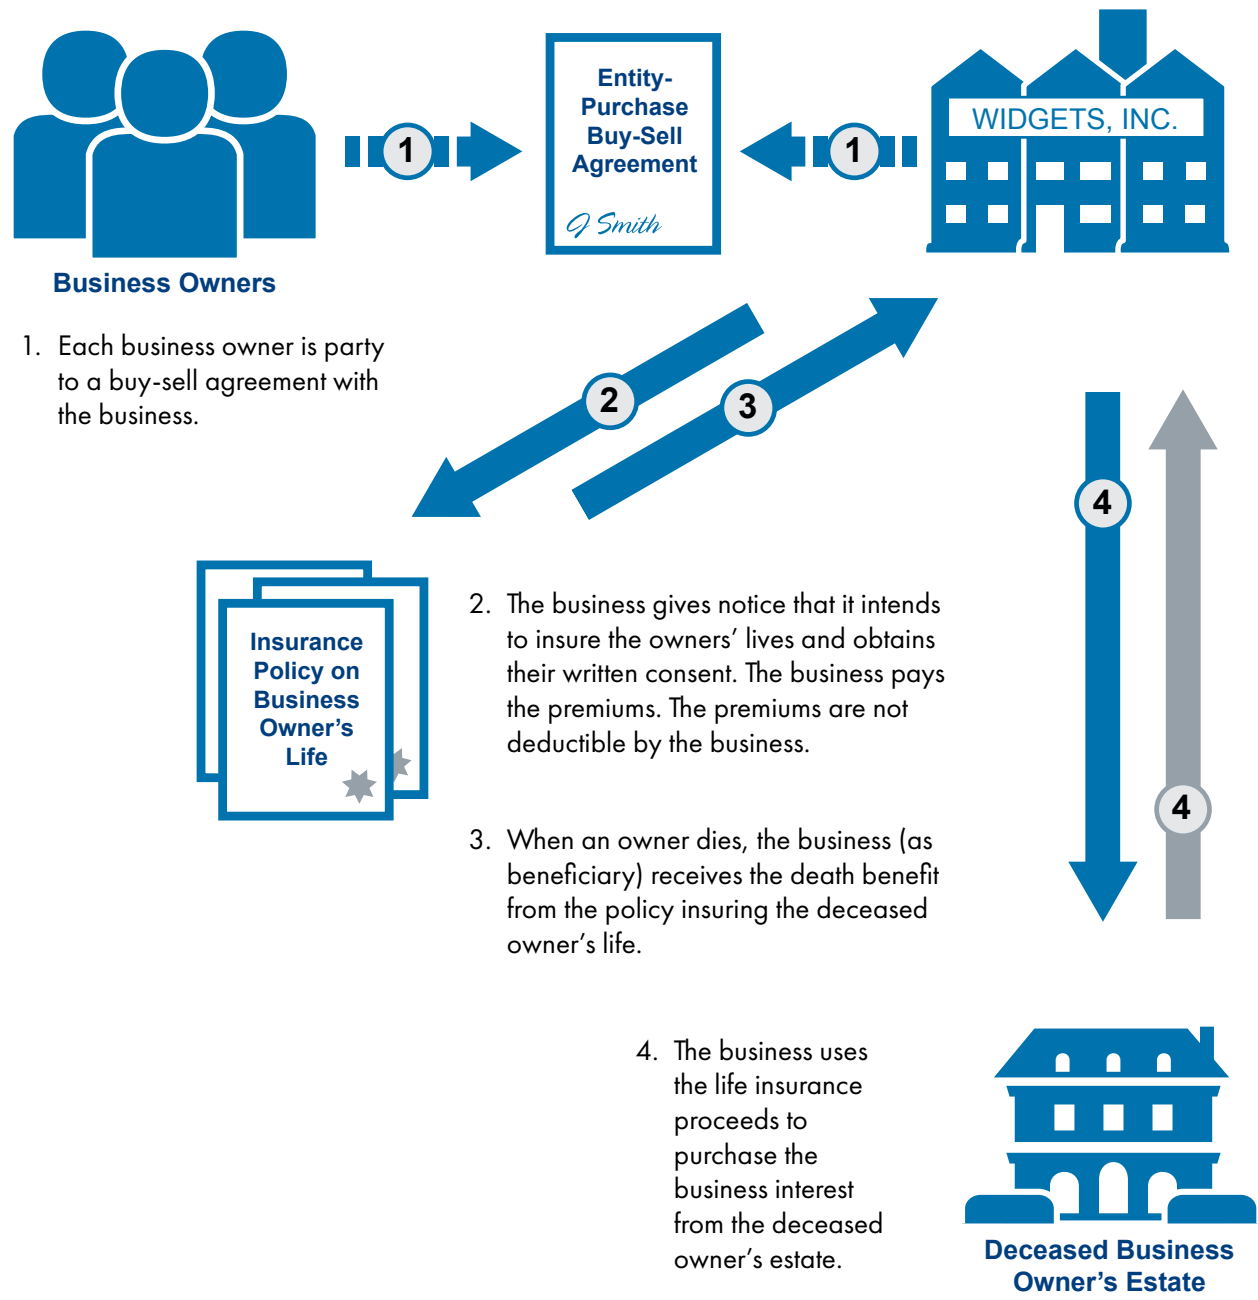 Entity-
Purchase
Buy-Sell
Agreement
J Smith
WIDGETS, INC.
1
1
Business Owners
1. Each business owner is party
to a buy-sell agreement with
the business.
2
3
4
4
Insurance
Policy on
Business
Owner's
Life
2. The business gives notice that it intends
to insure the owners' lives and obtains
their written consent. The business pays
the premiums. The premiums are not
deductible by the business.
3. When an owner dies, the business (as
beneficiary) receives the death benefit
from the policy insuring the deceased
owner's life.
4. The business uses
the life insurance
proceeds to
purchase the
business interest
from the deceased
owner's estate.
Deceased Business
Owner's Estate